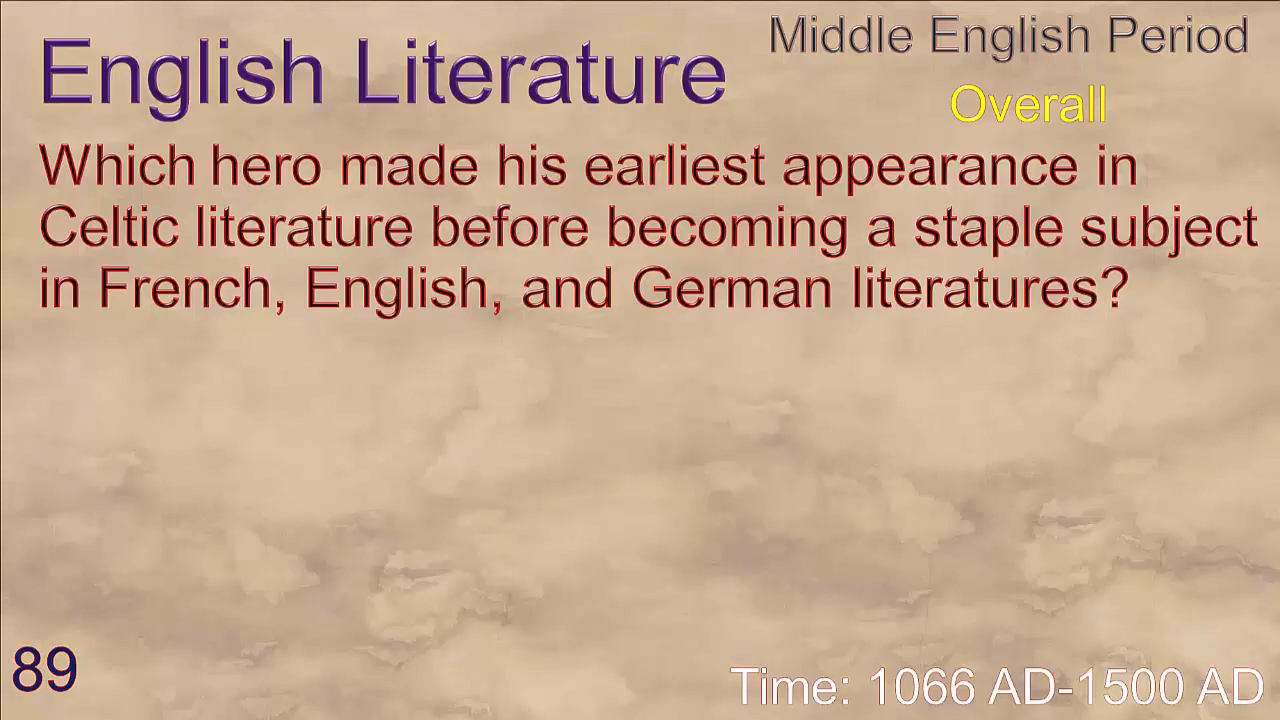 English Literature
Middle English Period
Overall
Which hero made his earliest appearance in
Celtic literature before becoming a staple subject
in French, English, and German literatures?
89
Time: 1066 AD-1500 AD